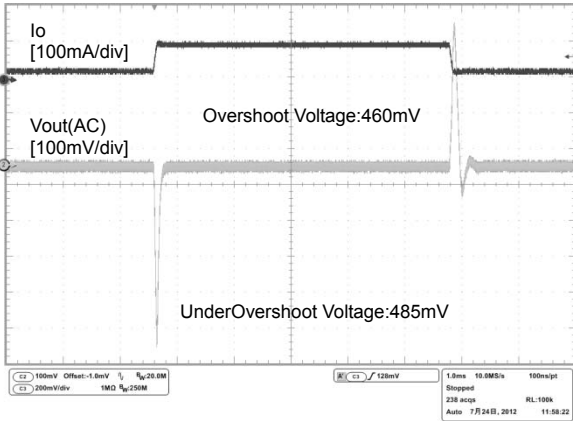 Io
[100mA/div]
Overshoot Voltage:460mV
Vout(AC)
[100mV/div]
2
UnderOvershoot Voltage:485mV
C2 100mV Offset:-1.0mV BW:20.0M
C3 200mV/div 1MΩ BW:250M
A' C3 128mV
1.0ms 10.0MS/s 100ns/pt
Stopped
238 acqs RL:100k
Auto 7月24日, 2012 11:58:22